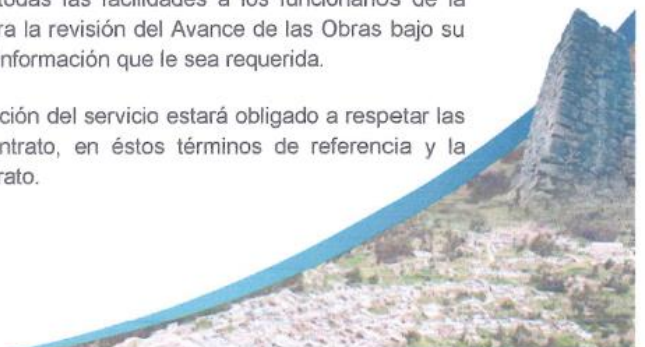 todas las facilidades a los funcionarios de la
ra la revisión del Avance de las Obras bajo su
información que le sea requerida.
ción del servicio estará obligado a respetar las
ntrato, en éstos términos de referencia y la
rato.